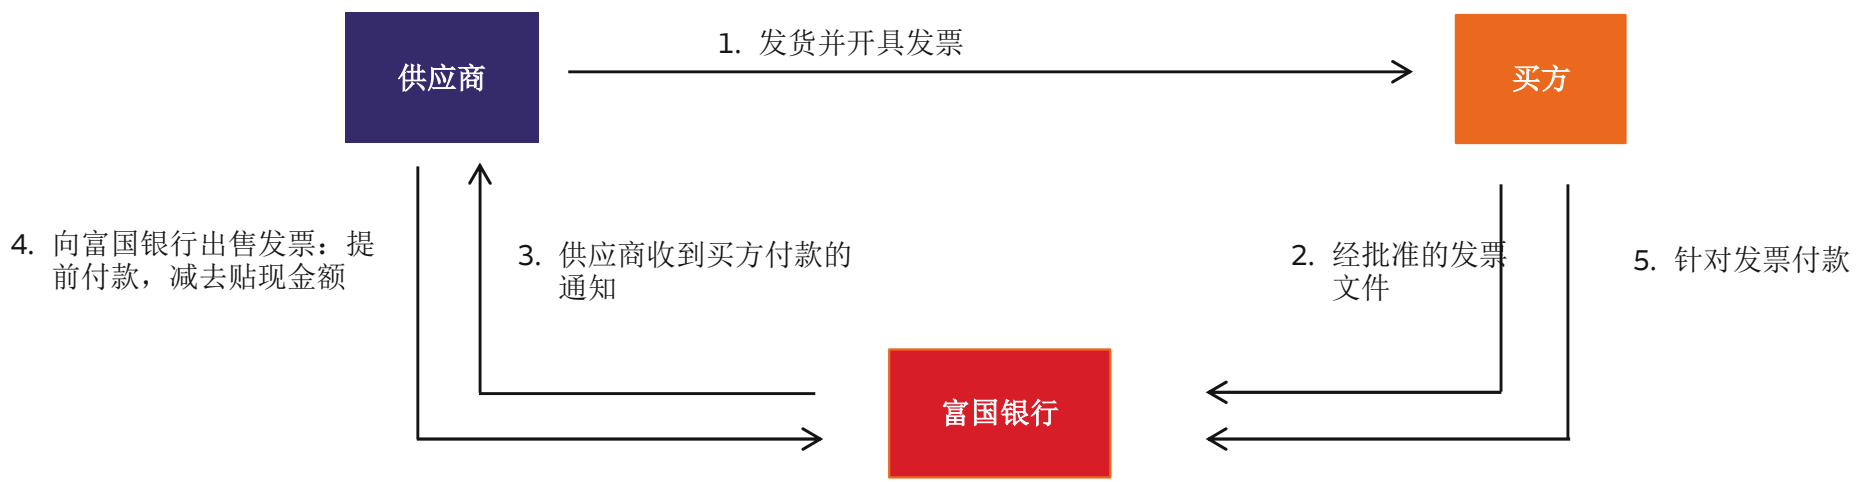 供应商
1. 发货并开具发票
买方
4. 向富国银行出售发票：提
前付款，减去贴现金额
3. 供应商收到买方付款的
通知
2. 经批准的发票
文件
5. 针对发票付款
富国银行